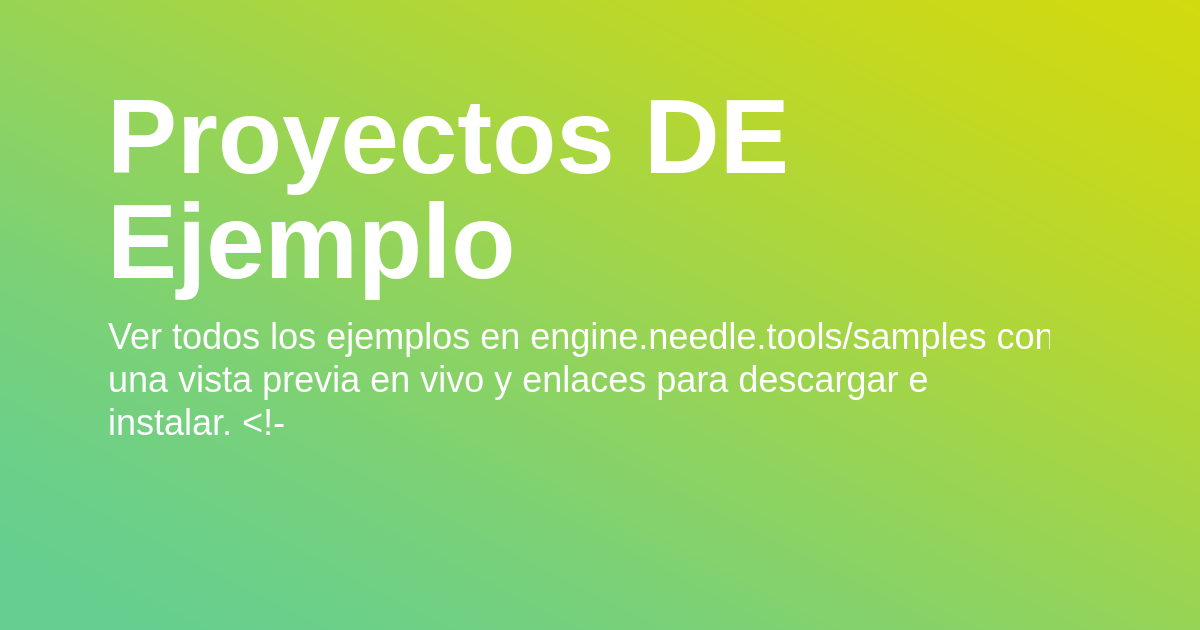 Proyectos DE
Ejemplo
Ver todos los ejemplos en engine.needle.tools/samples con
una vista previa en vivo y enlaces para descargar e
instalar. <!-